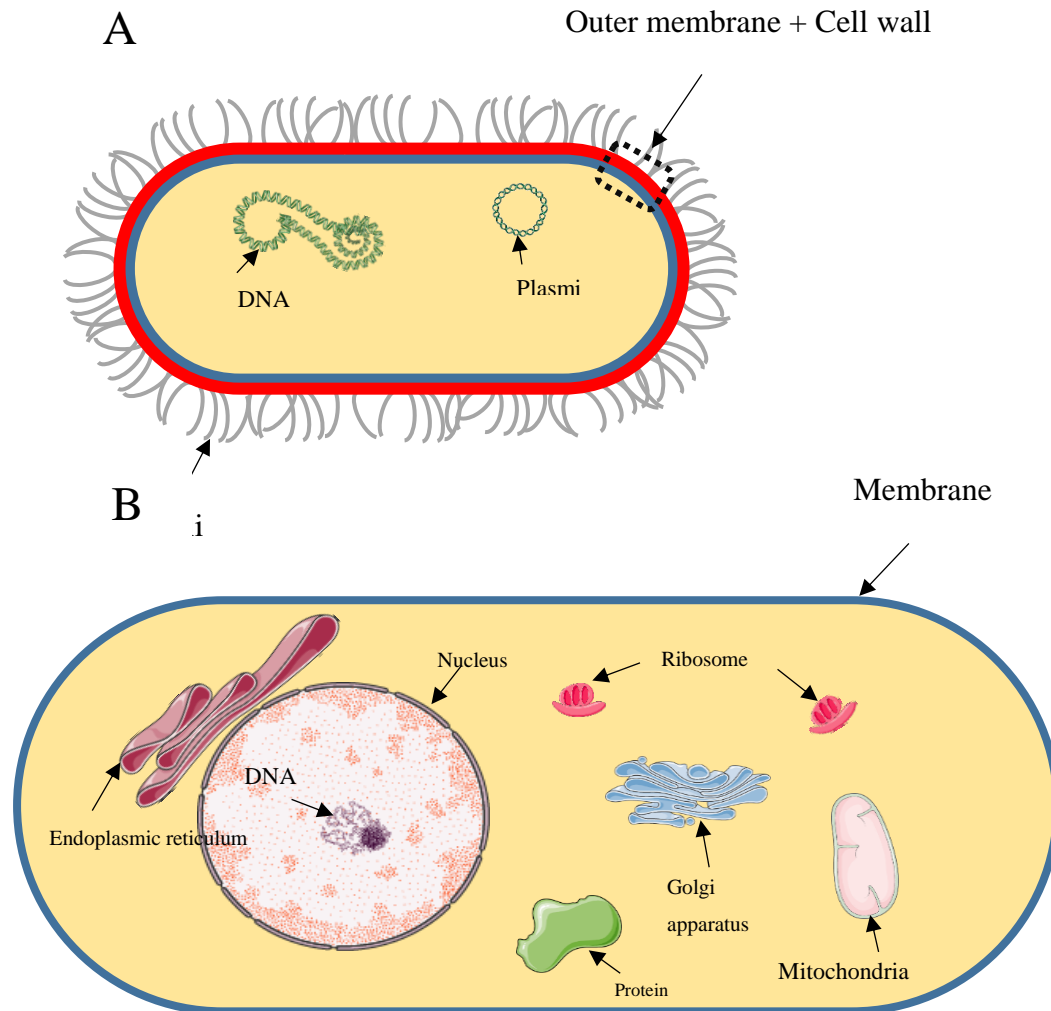 A
Outer membrane + Cell wall
DNA
Plasmi
B
i
Membrane
Nucleus
Ribosome
DNA
Endoplasmic reticulum
Golgi
apparatus
Mitochondria
Protein